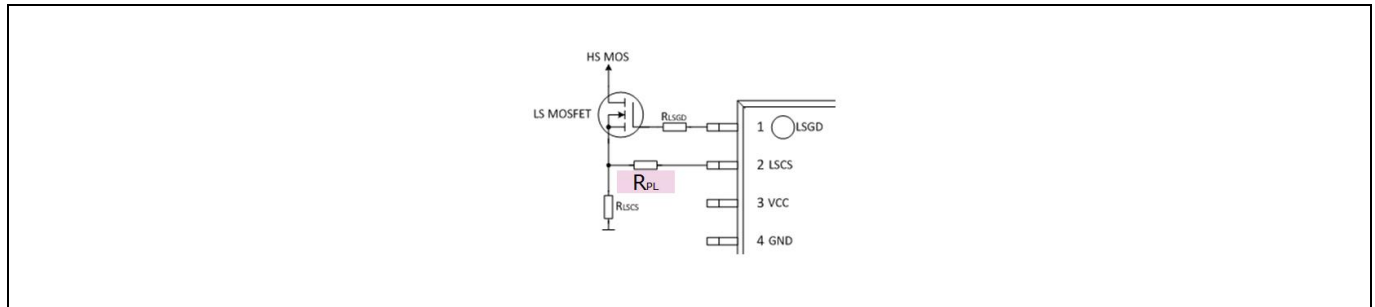 HS MOS
LS MOSFET
RLSGD
1 LSGD
2 LSCS
RPL
RLSCS
3 VCC
4 GND